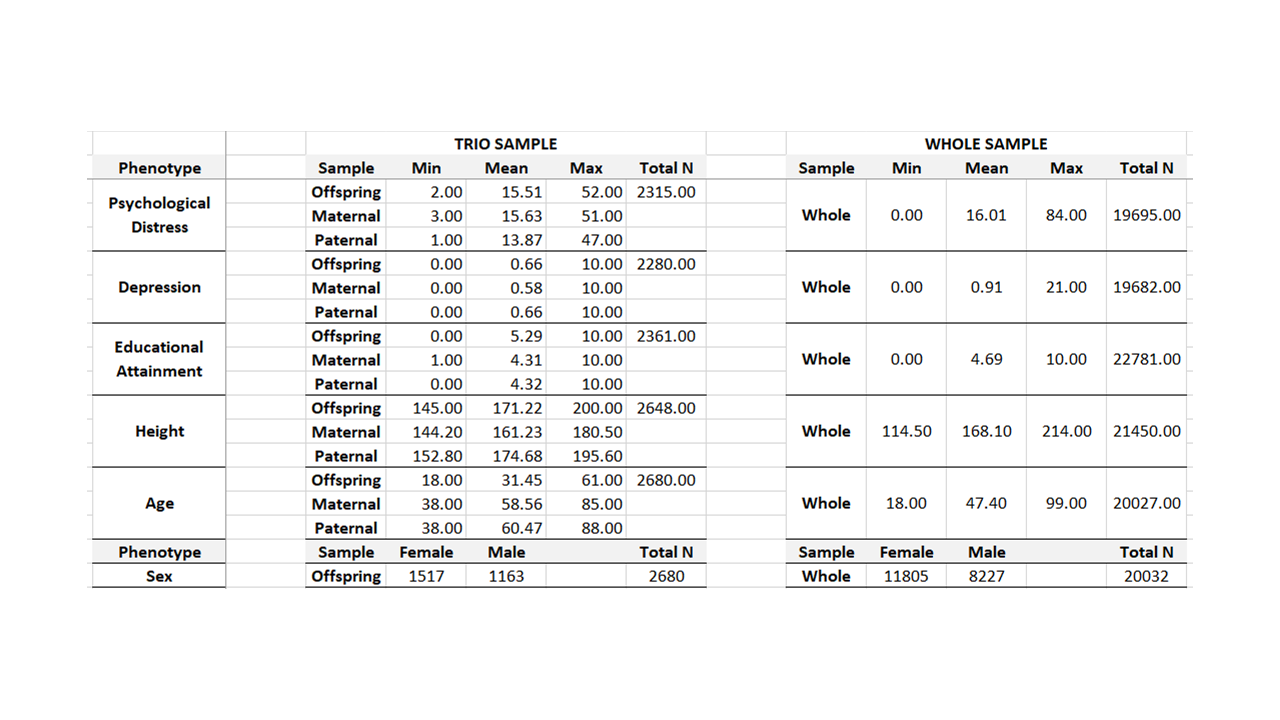 TRIO SAMPLE WHOLE SAMPLE
Phenotype Sample Min Mean Max Total N Sample Min Mean Max Total N
Psychological Distress Offspring 2.00 15.51 52.00 2315.00 Whole 0.00 16.01 84.00 19695.00
Maternal 3.00 15.63 51.00
Paternal 1.00 13.87 47.00
Depression Offspring 0.00 0.66 10.00 2280.00 Whole 0.00 0.91 21.00 19682.00
Maternal 0.00 0.58 10.00
Paternal 0.00 0.66 10.00
Educational Attainment Offspring 0.00 5.29 10.00 2361.00 Whole 0.00 4.69 10.00 22781.00
Maternal 1.00 4.31 10.00
Paternal 0.00 4.32 10.00
Height Offspring 145.00 171.22 200.00 2648.00 Whole 114.50 168.10 214.00 21450.00
Maternal 144.20 161.23 180.50
Paternal 152.80 174.68 195.60
Age Offspring 18.00 31.45 61.00 2680.00 Whole 18.00 47.40 99.00 20027.00
Maternal 38.00 58.56 85.00
Paternal 38.00 60.47 88.00
Phenotype Sample Female Male Total N Sample Female Male Total N
Sex Offspring 1517 1163 2680 Whole 11805 8227 20032